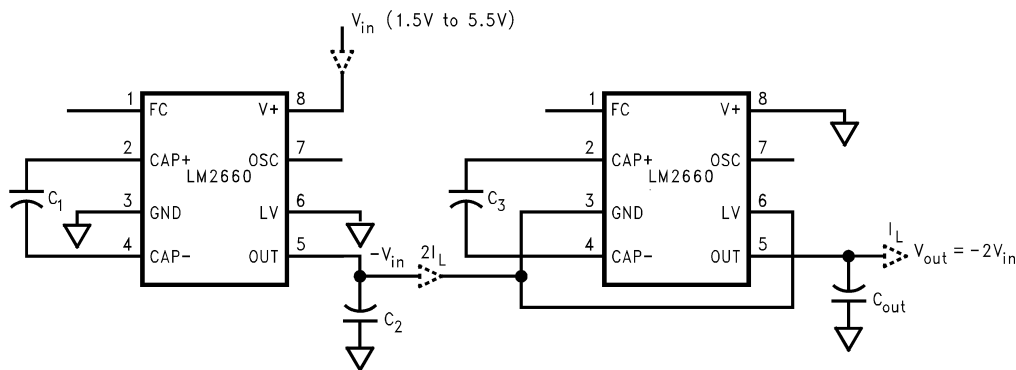 V_in (1.5V to 5.5V)
1 FC V+ 8
2 CAP+ OSC 7
LM2660
C_1
3 GND LV 6
4 CAP- OUT 5
-V_in 2I_L
C_2
1 FC V+ 8
2 CAP+ OSC 7
LM2660
C_3
3 GND LV 6
4 CAP- OUT 5
I_L
V_out = -2V_in
C_out